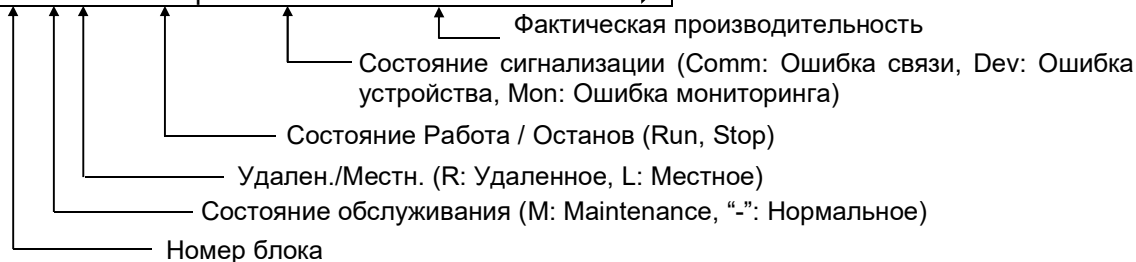 Фактическая производительность
Состояние сигнализации (Comm: Ошибка связи, Dev: Ошибка
устройства, Mon: Ошибка мониторинга)
Состояние Работа / Останов (Run, Stop)
Удален./Местн. (R: Удаленное, L: Местное)
Состояние обслуживания (M: Maintenance, “-”: Нормальное)
Номер блока